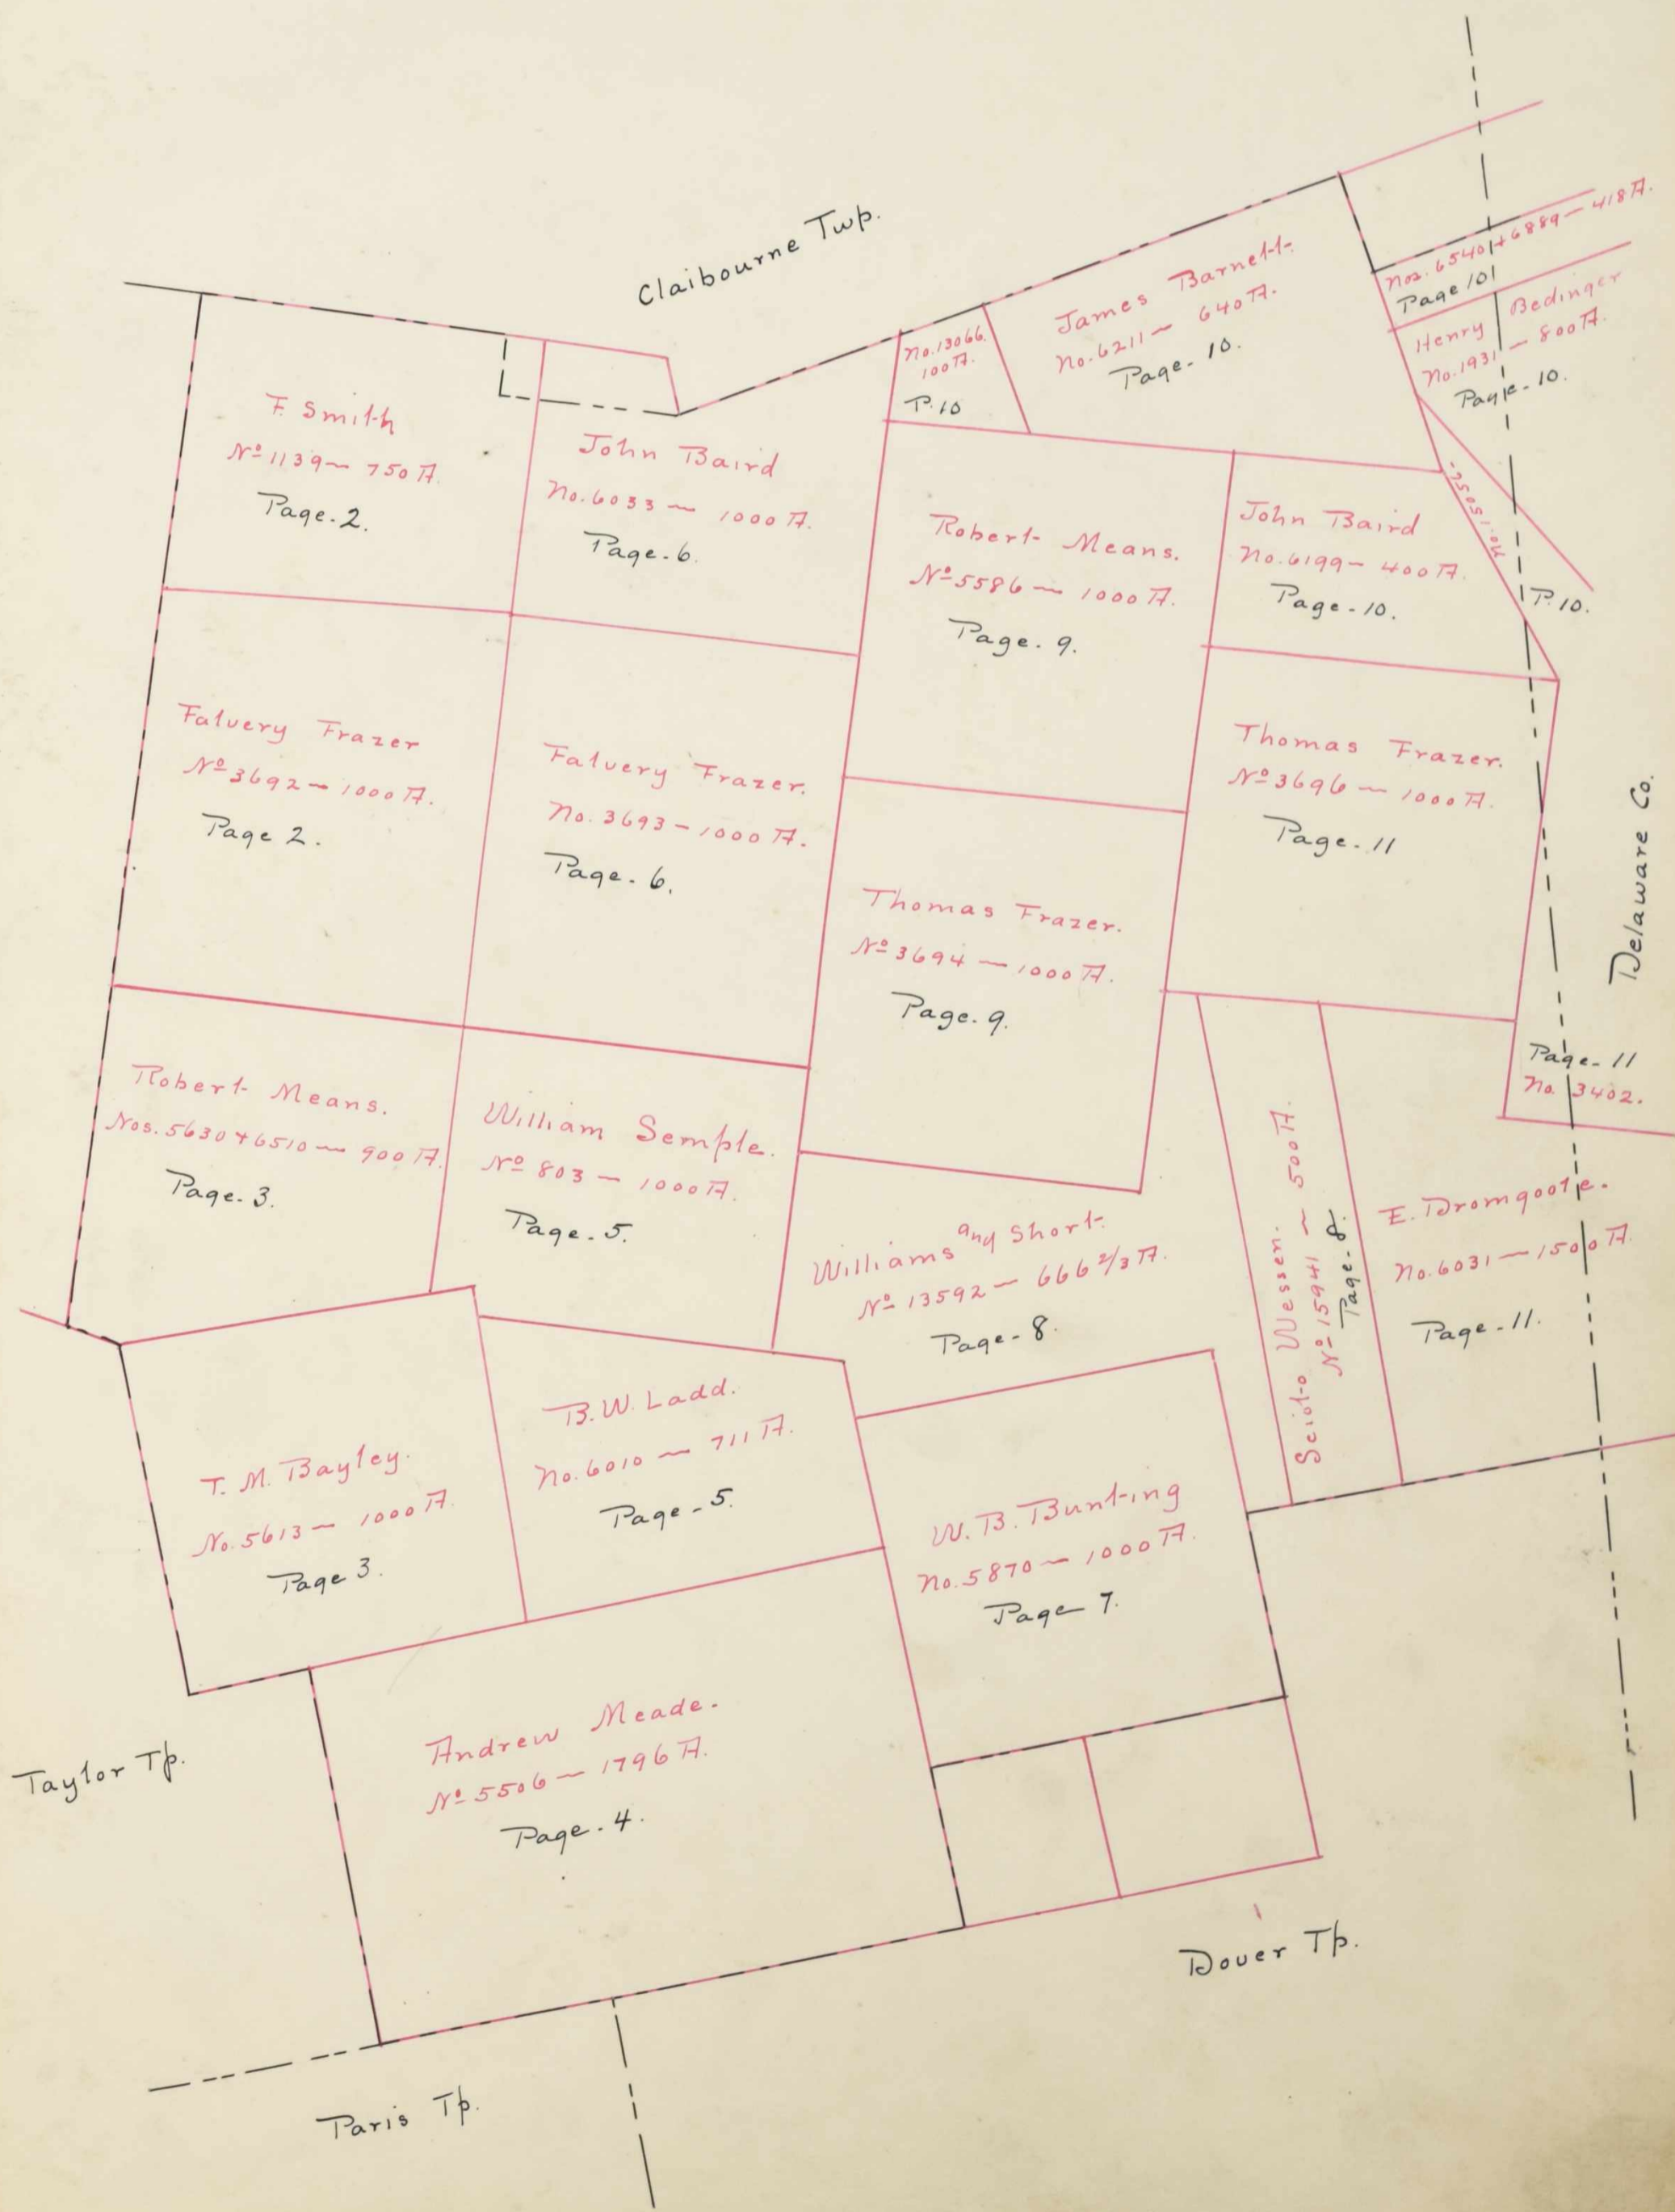 Claibourne Twp.
F. Smith
No 1139 — 750 A.
Page. 2.
John Baird
No. 6033 — 1000 A.
Page. 6.
No. 13066.
100 A.
P. 10
James Barnett.
No. 6211 — 640 A.
Page. 10.
Nos. 6540 + 6889 — 418 A.
Page 10
Henry Bedinger
No. 1931 — 800 A.
Page. 10.
Robert Means.
No 5586 — 1000 A.
Page. 9.
John Baird
No. 6199 — 400 A.
Page. 10.
P. 10.
Falvery Frazer
No 3692 — 1000 A.
Page 2.
Falvery Frazer.
No. 3693 — 1000 A.
Page. 6.
Thomas Frazer.
No 3694 — 1000 A.
Page. 9.
Thomas Frazer.
No 3696 — 1000 A.
Page. 11
Delaware Co.
Page. 11
No. 3402.
Robert Means.
Nos. 5630 + 6510 — 900 A.
Page. 3.
William Semple.
No 803 — 1000 A.
Page. 5.
Williams and Short.
No 13592 — 666 2/3 A.
Page. 8.
Scioto Wessen.
No 15941 — 500 A.
Page. 8.
E. Dromgoole.
No. 6031 — 1500 A.
Page. 11.
T. M. Bayley.
No. 5613 — 1000 A.
Page 3.
B. W. Ladd.
No. 6010 — 711 A.
Page. 5.
W. B. Bunting
No. 5870 — 1000 A.
Page 7.
Andrew Meade.
No 5506 — 1796 A.
Page. 4.
Taylor Tp.
Dover Tp.
Paris Tp.